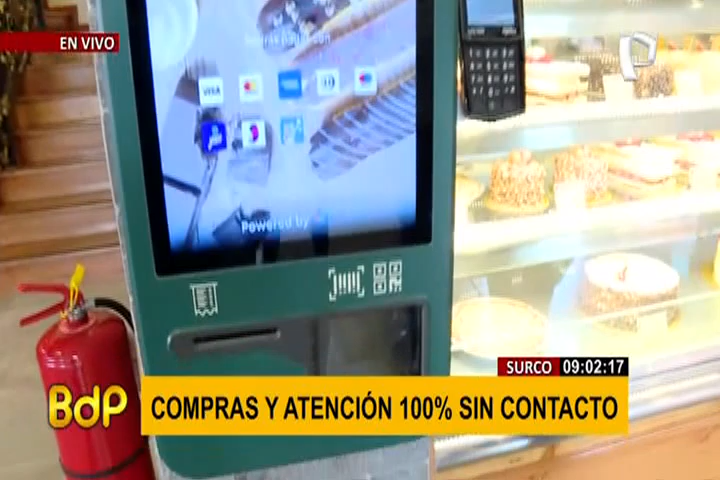 EN VIVO
VISA
Powered by
SURCO 09:02:17
BdP
COMPRAS Y ATENCIÓN 100% SIN CONTACTO